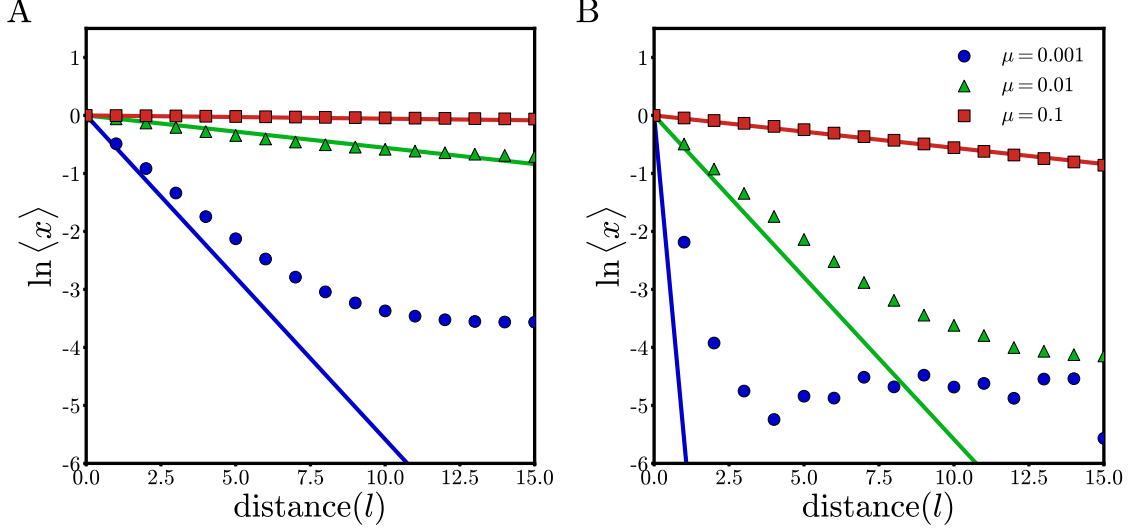 A
1
0
-1
-2
-3
-4
-5
-6
0.0 2.5 5.0 7.5 10.0 12.5 15.0
distance(l)
ln ⟨x⟩
B
μ = 0.001
μ = 0.01
μ = 0.1
1
0
-1
-2
-3
-4
-5
-6
0.0 2.5 5.0 7.5 10.0 12.5 15.0
distance(l)
ln ⟨x⟩